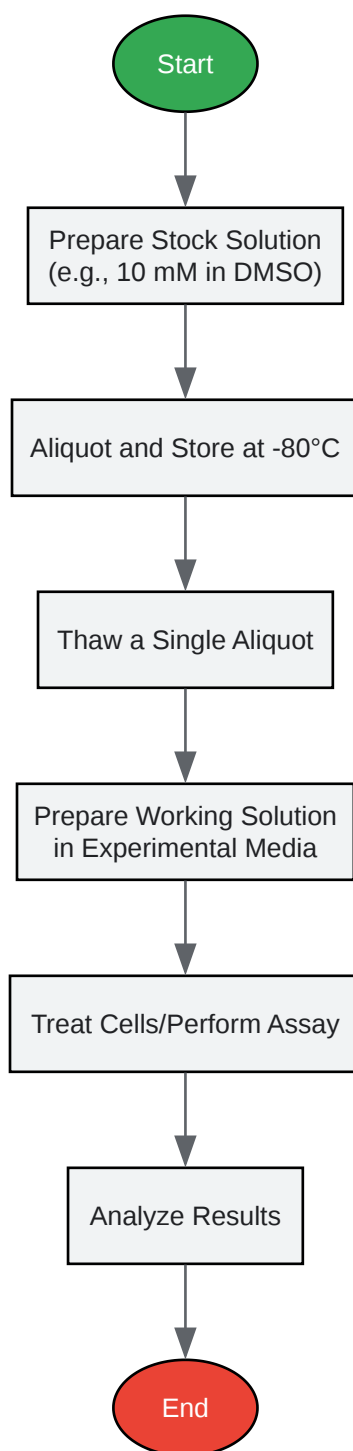 Start
Prepare Stock Solution
(e.g., 10 mM in DMSO)
Aliquot and Store at -80°C
Thaw a Single Aliquot
Prepare Working Solution
in Experimental Media
Treat Cells/Perform Assay
Analyze Results
End